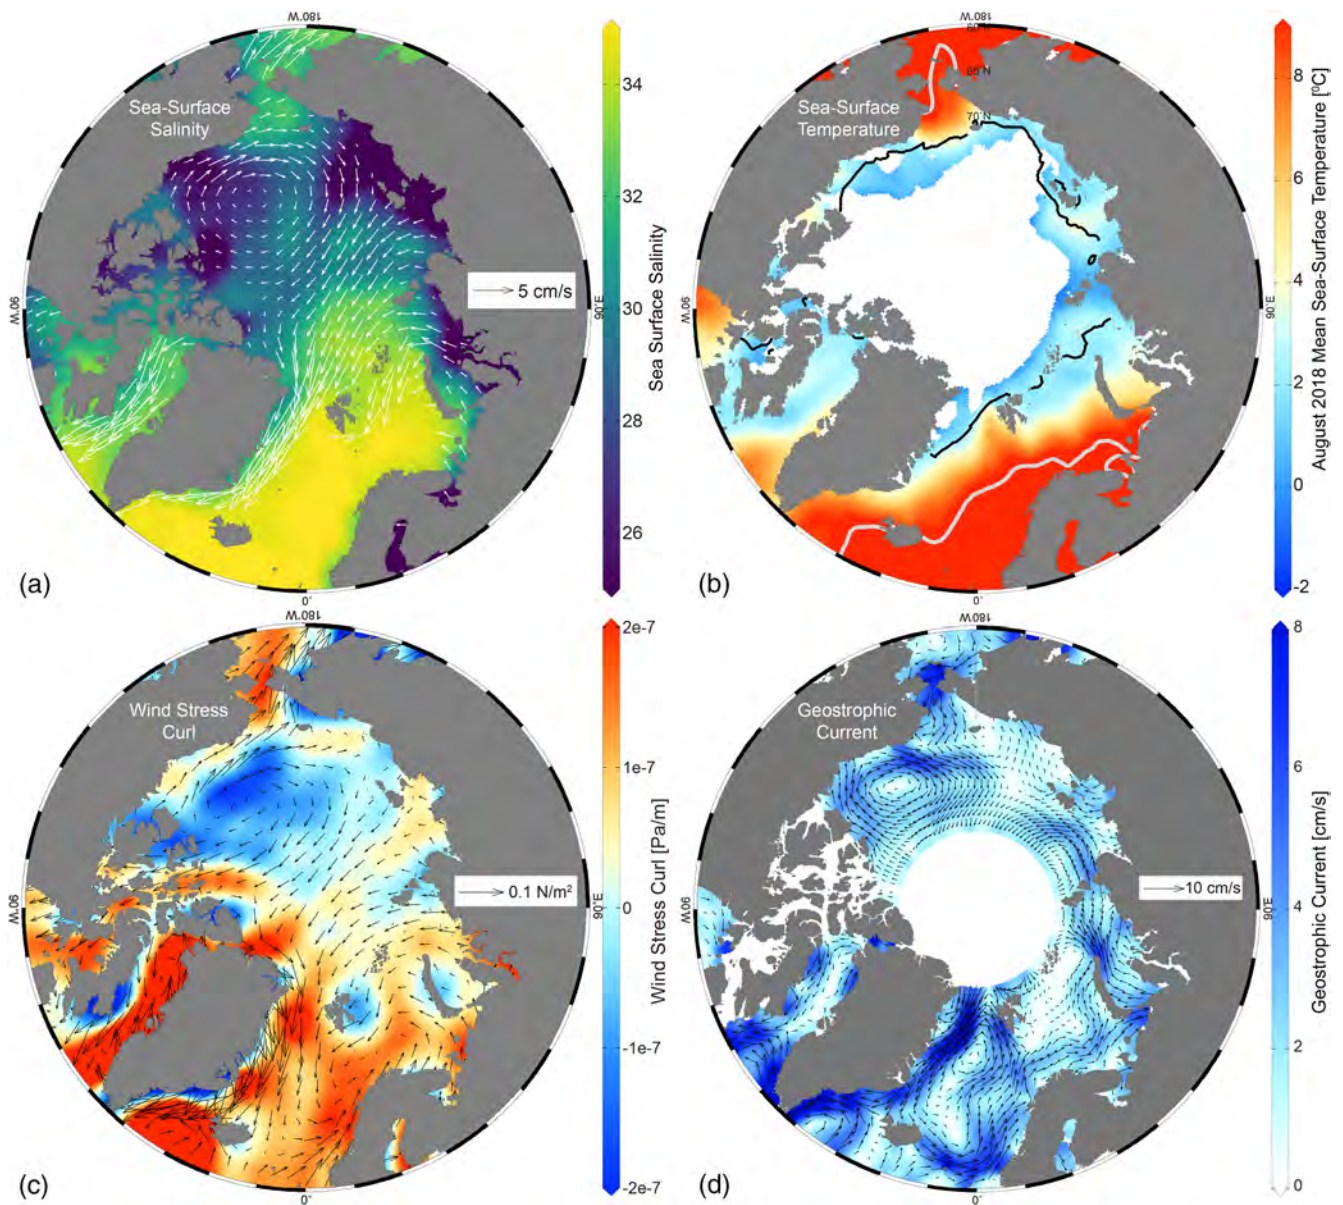 180°W
Sea-Surface
Salinity
5 cm/s
90°W
90°E
0°
(a)
34
32
30
28
26
Sea Surface Salinity
180°W
Sea-Surface
Temperature
70°N
90°W
90°E
0°
(b)
8
6
4
2
0
-2
August 2018 Mean Sea-Surface Temperature [ºC]
180°W
Wind Stress
Curl
0.1 N/m²
90°W
90°E
0°
(c)
2e-7
1e-7
0
-1e-7
-2e-7
Wind Stress Curl [Pa/m]
180°W
Geostrophic
Current
10 cm/s
90°W
90°E
0°
(d)
8
6
4
2
0
Geostrophic Current [cm/s]